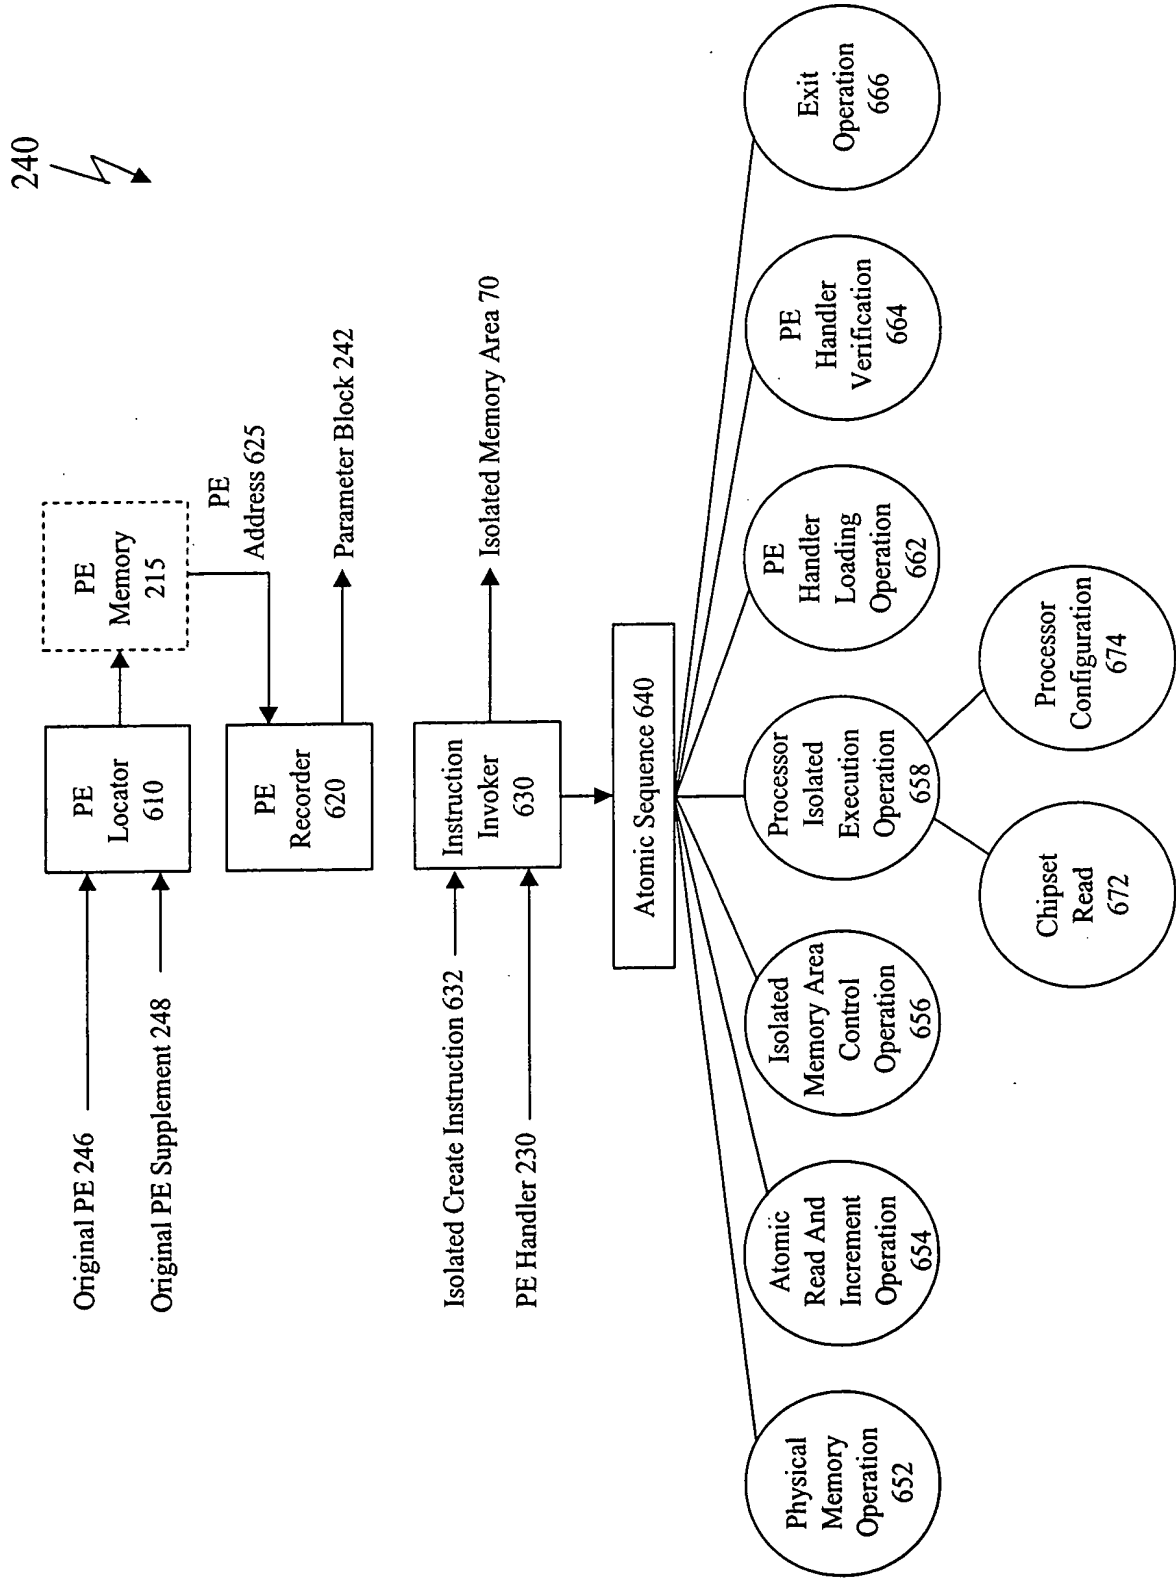 240
Original PE 246
Original PE Supplement 248
PE
Locator
610
PE
Memory
215
PE
Address 625
PE
Recorder
620
Parameter Block 242
Isolated Create Instruction 632
PE Handler 230
Instruction
Invoker
630
Isolated Memory Area 70
Atomic Sequence 640
Physical
Memory
Operation
652
Atomic
Read And
Increment
Operation
654
Isolated
Memory Area
Control
Operation
656
Processor
Isolated
Execution
Operation
658
PE
Handler
Loading
Operation
662
PE
Handler
Verification
664
Exit
Operation
666
Chipset
Read
672
Processor
Configuration
674